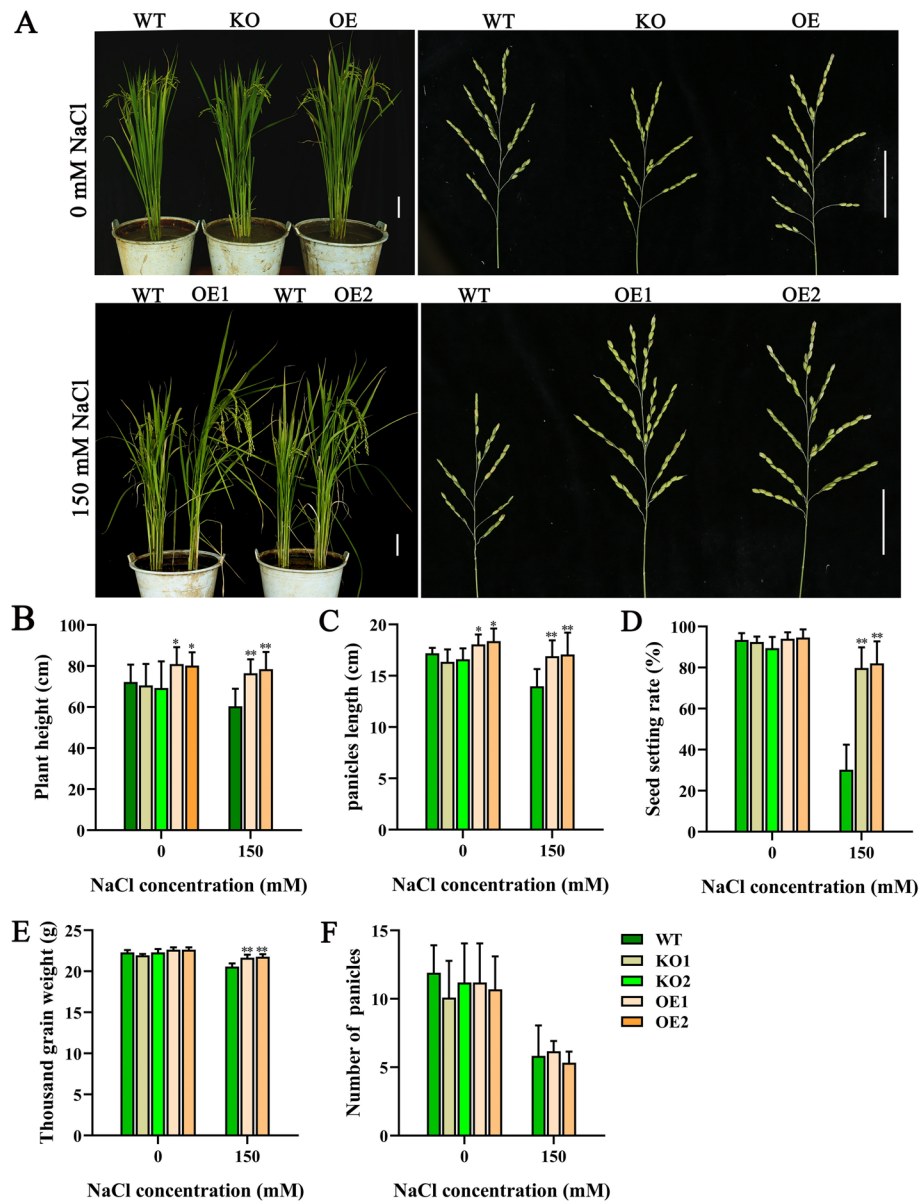 A
WT KO OE WT KO OE
0 mM NaCl
WT OE1 WT OE2 WT OE1 OE2
150 mM NaCl
B
Plant height (cm)
100
80
60
40
20
0
* *
** **
0 150
NaCl concentration (mM)
C
panicles length (cm)
20
15
10
5
0
* *
** **
0 150
NaCl concentration (mM)
D
Seed setting rate (%)
100
80
60
40
20
0
** **
0 150
NaCl concentration (mM)
E
Thousand grain weight (g)
25
20
15
10
5
0
** **
0 150
NaCl concentration (mM)
F
Number of panicles
15
10
5
0
0 150
NaCl concentration (mM)
WT
KO1
KO2
OE1
OE2